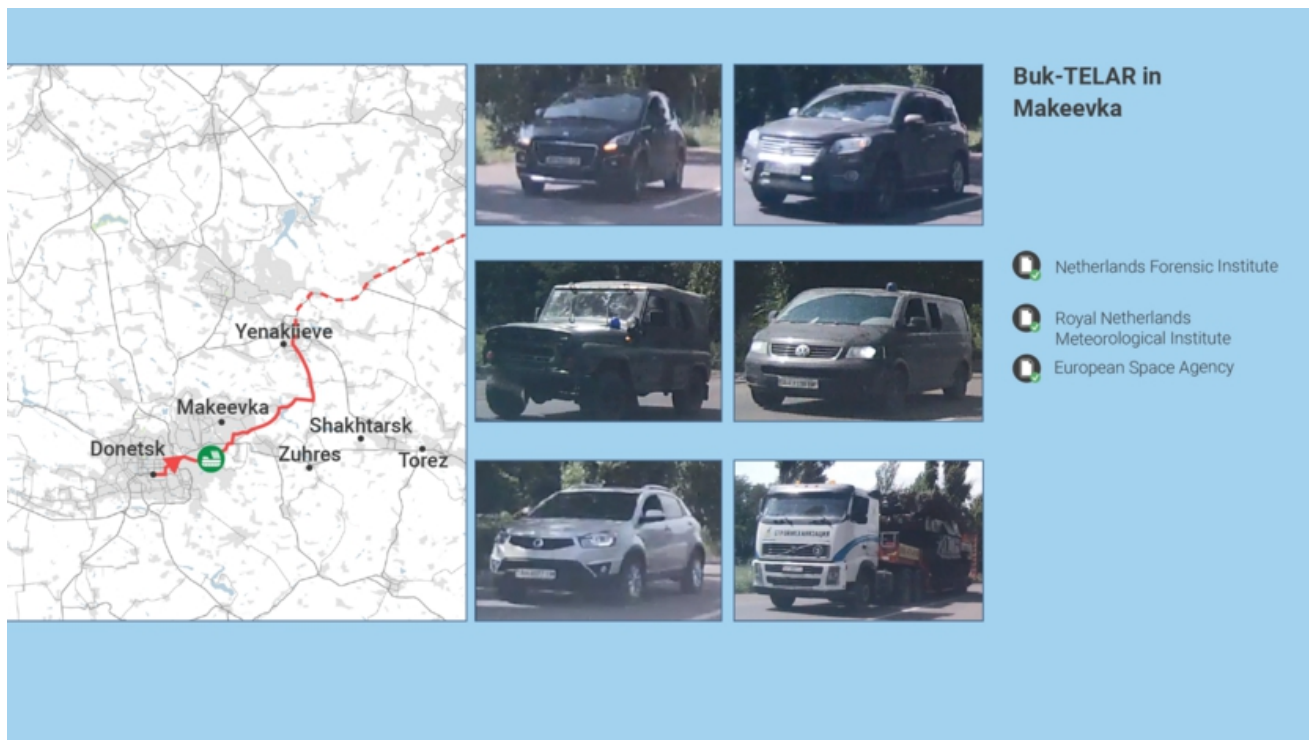 Buk-TELAR in
Makeevka
Netherlands Forensic Institute
Royal Netherlands
Meteorological Institute
European Space Agency
Yenakiieve
Makeevka
Shakhtarsk
Donetsk
Zuhres
Torez
СТРОЙМЕХАНИЗАЦИЯ